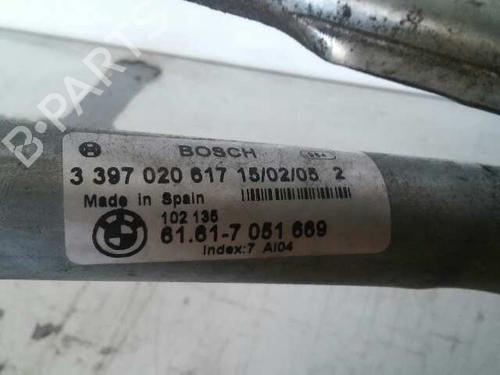 B-PARTS
BOSCH 984
3 397 020 617 15/02/05 2
Made in Spain
102 135
61.61-7 051 669
Index:7 AI04